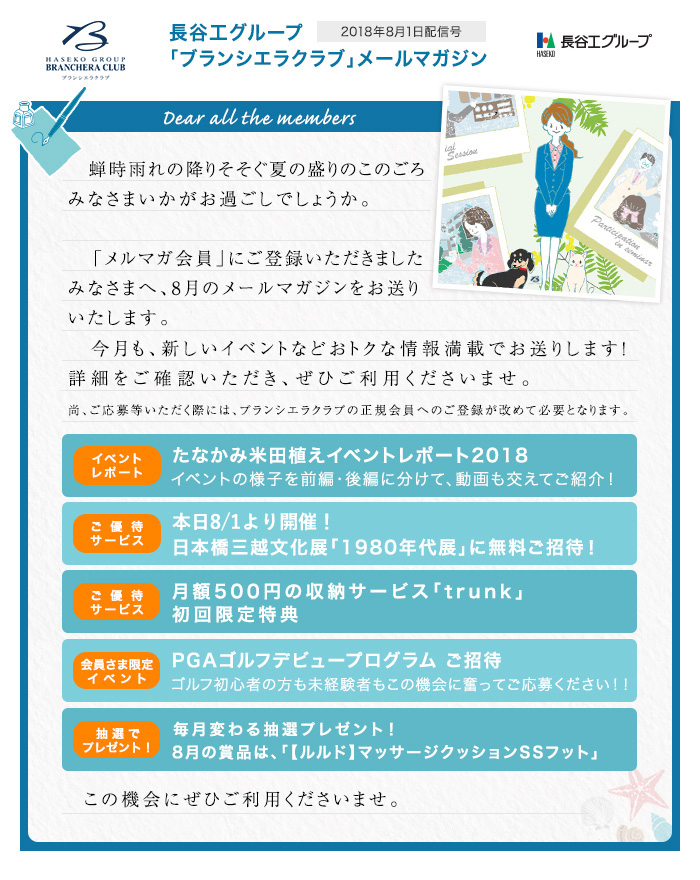 HASEKO GROUP
BRANCHERA CLUB
ブランシエラクラブ
長谷工グループ
2018年8月1日配信号
「ブランシエラクラブ」メールマガジン
HASEKO
長谷工グループ
Dear all the members
ial
Session
Participation
in seminar
蝉時雨れの降りそそぐ夏の盛りのこのごろ
みなさまいかがお過ごしでしょうか。
「メルマガ会員」にご登録いただきました
みなさまへ、8月のメールマガジンをお送り
いたします。
今月も、新しいイベントなどおトクな情報満載でお送りします!
詳細をご確認いただき、ぜひご利用くださいませ。
尚、ご応募等いただく際には、ブランシエラクラブの正規会員へのご登録が改めて必要となります。
イベント
レポート
たなかみ米田植えイベントレポート2018
イベントの様子を前編・後編に分けて、動画も交えてご紹介!
ご優待
サービス
本日8/1より開催!
日本橋三越文化展「1980年代展」に無料ご招待!
ご優待
サービス
月額500円の収納サービス「trunk」
初回限定特典
会員さま限定
イベント
PGAゴルフデビュープログラム ご招待
ゴルフ初心者の方も未経験者もこの機会に奮ってご応募ください!!
抽選で
プレゼント!
毎月変わる抽選プレゼント!
8月の賞品は、「【ルルド】マッサージクッションSSフット」
この機会にぜひご利用くださいませ。